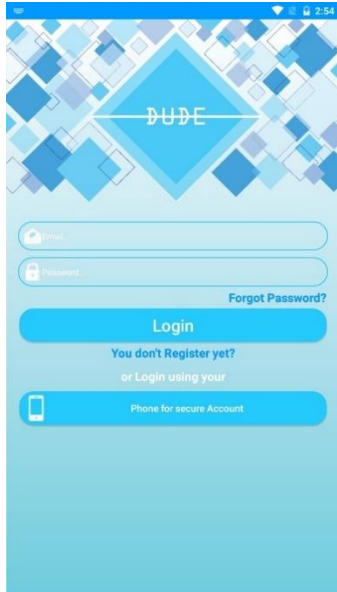 2:54
DUDE
Email
Password
Forgot Password?
Login
You don't Register yet?
or Login using your
Phone for secure Account